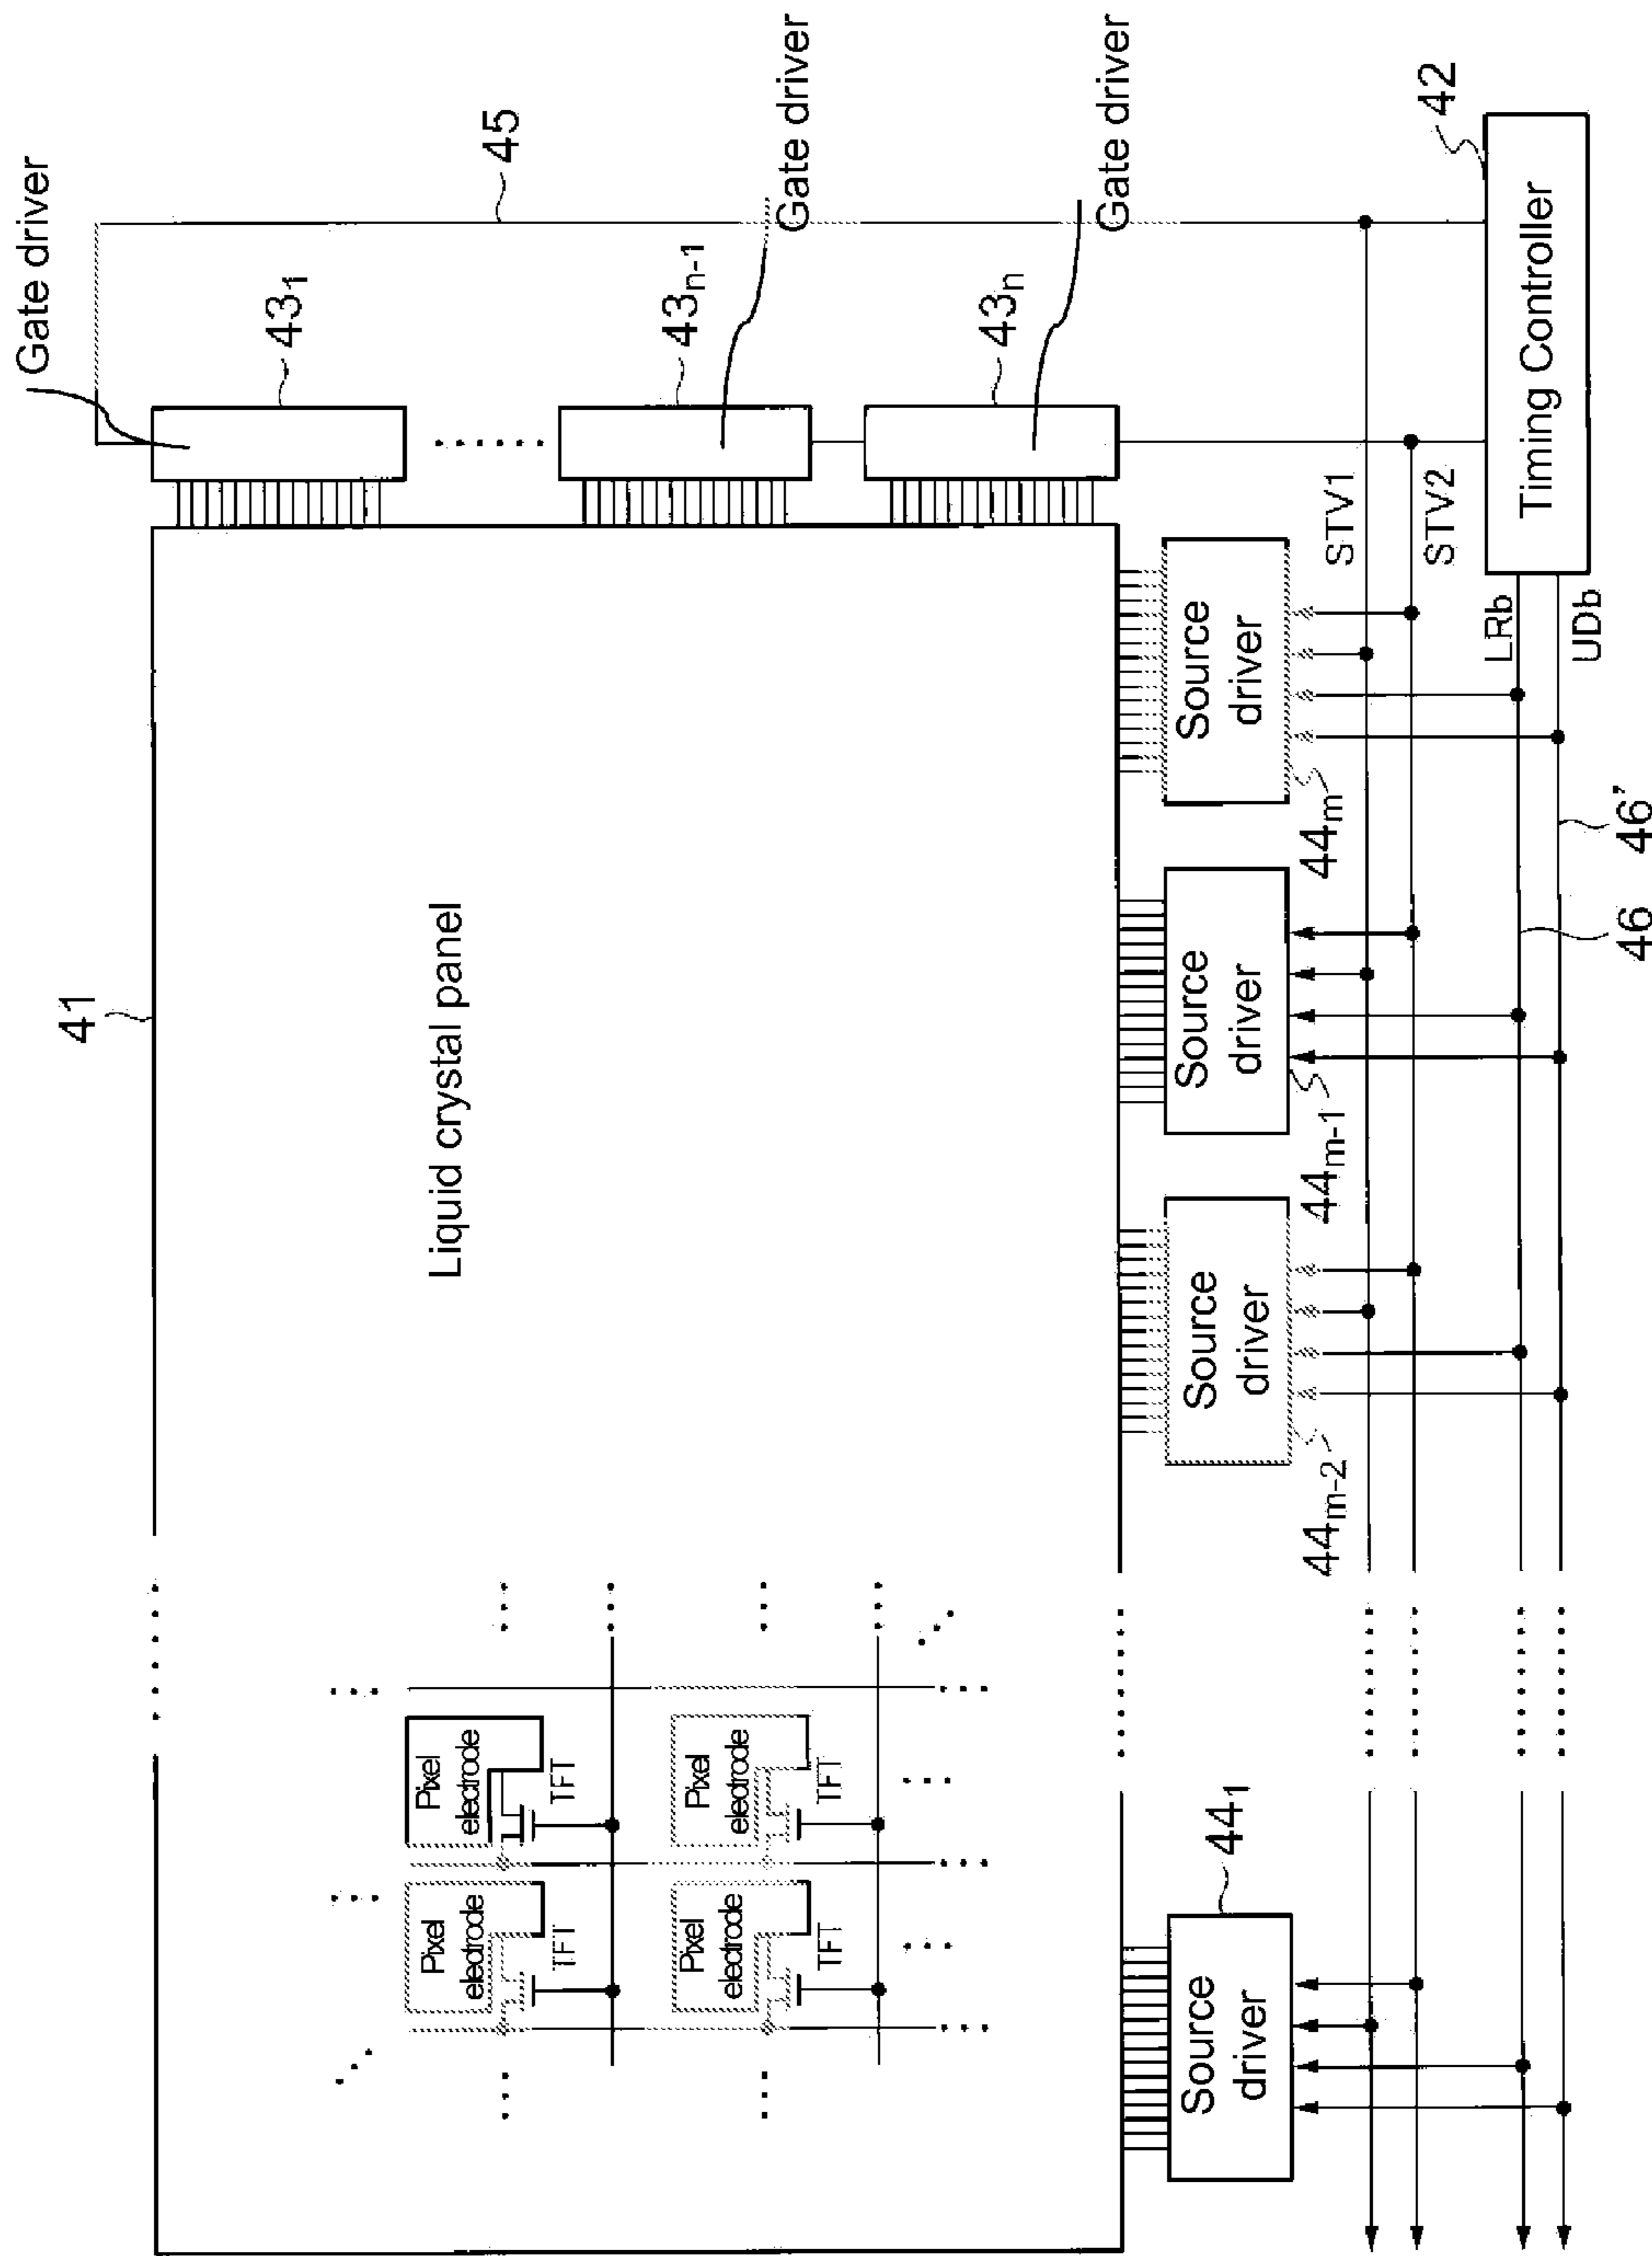 Gate driver
45
43₁
43ₙ₋₁
Gate driver
43ₙ
Gate driver
41
Liquid crystal panel
Pixel
electrode
TFT
Pixel
electrode
TFT
Pixel
electrode
TFT
Pixel
electrode
TFT
Source
driver
44₁
Source
driver
44ₘ₋₂
Source
driver
44ₘ₋₁
Source
driver
44ₘ
STV1
STV2
LRb
UDb
42
Timing Controller
46
46'